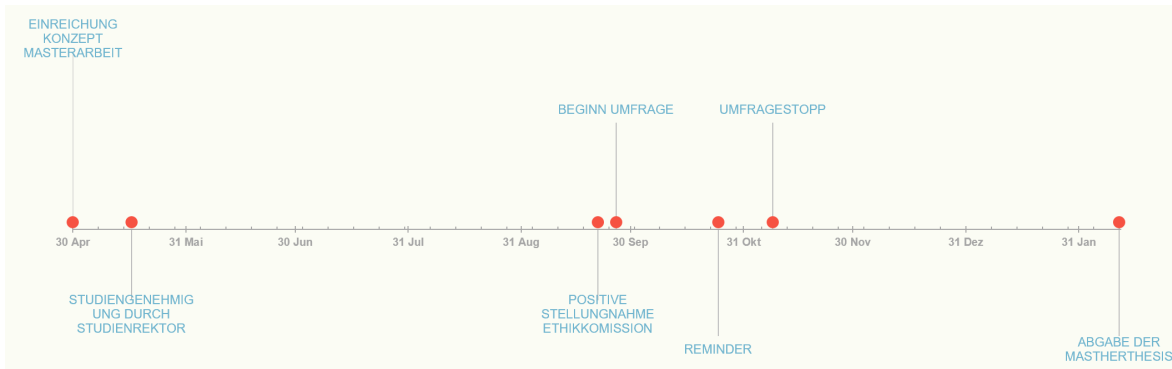 EINREICHUNG
KONZEPT
MASTERARBEIT
BEGINN UMFRAGE
UMFRAGESTOPP
30 Apr
31 Mai
30 Jun
31 Jul
31 Aug
30 Sep
31 Okt
30 Nov
31 Dez
31 Jan
STUDIENGENEHMIG
UNG DURCH
STUDIENREKTOR
POSITIVE
STELLUNGNAHME
ETHIKKOMISSION
REMINDER
ABGABE DER
MASTHERTHESIS